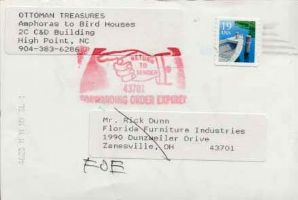 OTTOMAN TREASURES
Amphoras to Bird Houses
2C C&D Building
High Point, NC
904-383-6286
19
USA
RETURN
TO
SENDER
43701
FORWARDING ORDER EXPIRED
Mr. Rick Dunn
Florida Furniture Industries
1990 Dunzweiler Drive
Zanesville, OH 43701
FOE